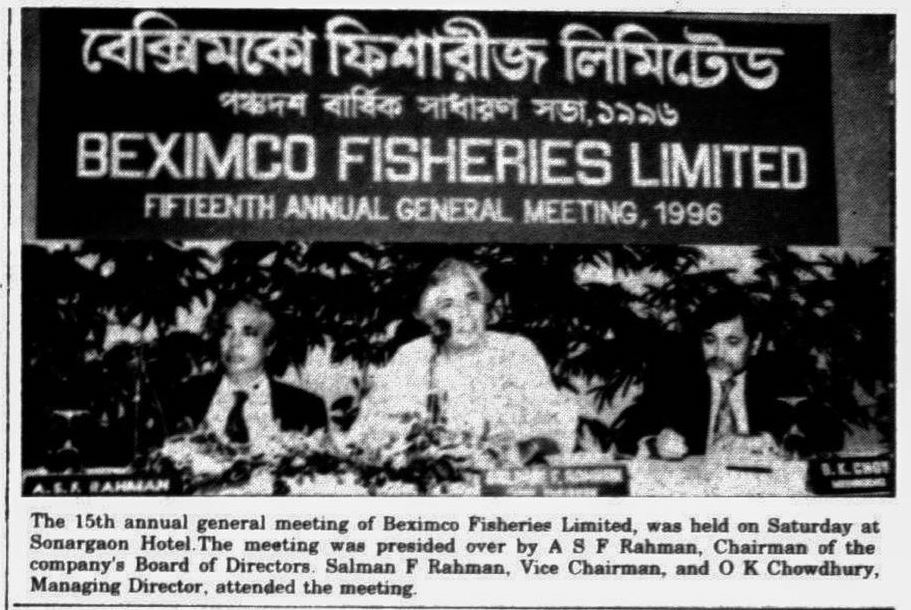 বেক্সিমকো ফিশারীজ লিমিটেড
পঞ্চদশ বার্ষিক সাধারণ সভা, ১৯৯৬
BEXIMCO FISHERIES LIMITED
FIFTEENTH ANNUAL GENERAL MEETING, 1996
A.S.F. RAHMAN
O. K. CHOW
The 15th annual general meeting of Beximco Fisheries Limited, was held on Saturday at
Sonargaon Hotel.The meeting was presided over by A S F Rahman, Chairman of the
company's Board of Directors. Salman F Rahman, Vice Chairman, and O K Chowdhury,
Managing Director, attended the meeting.